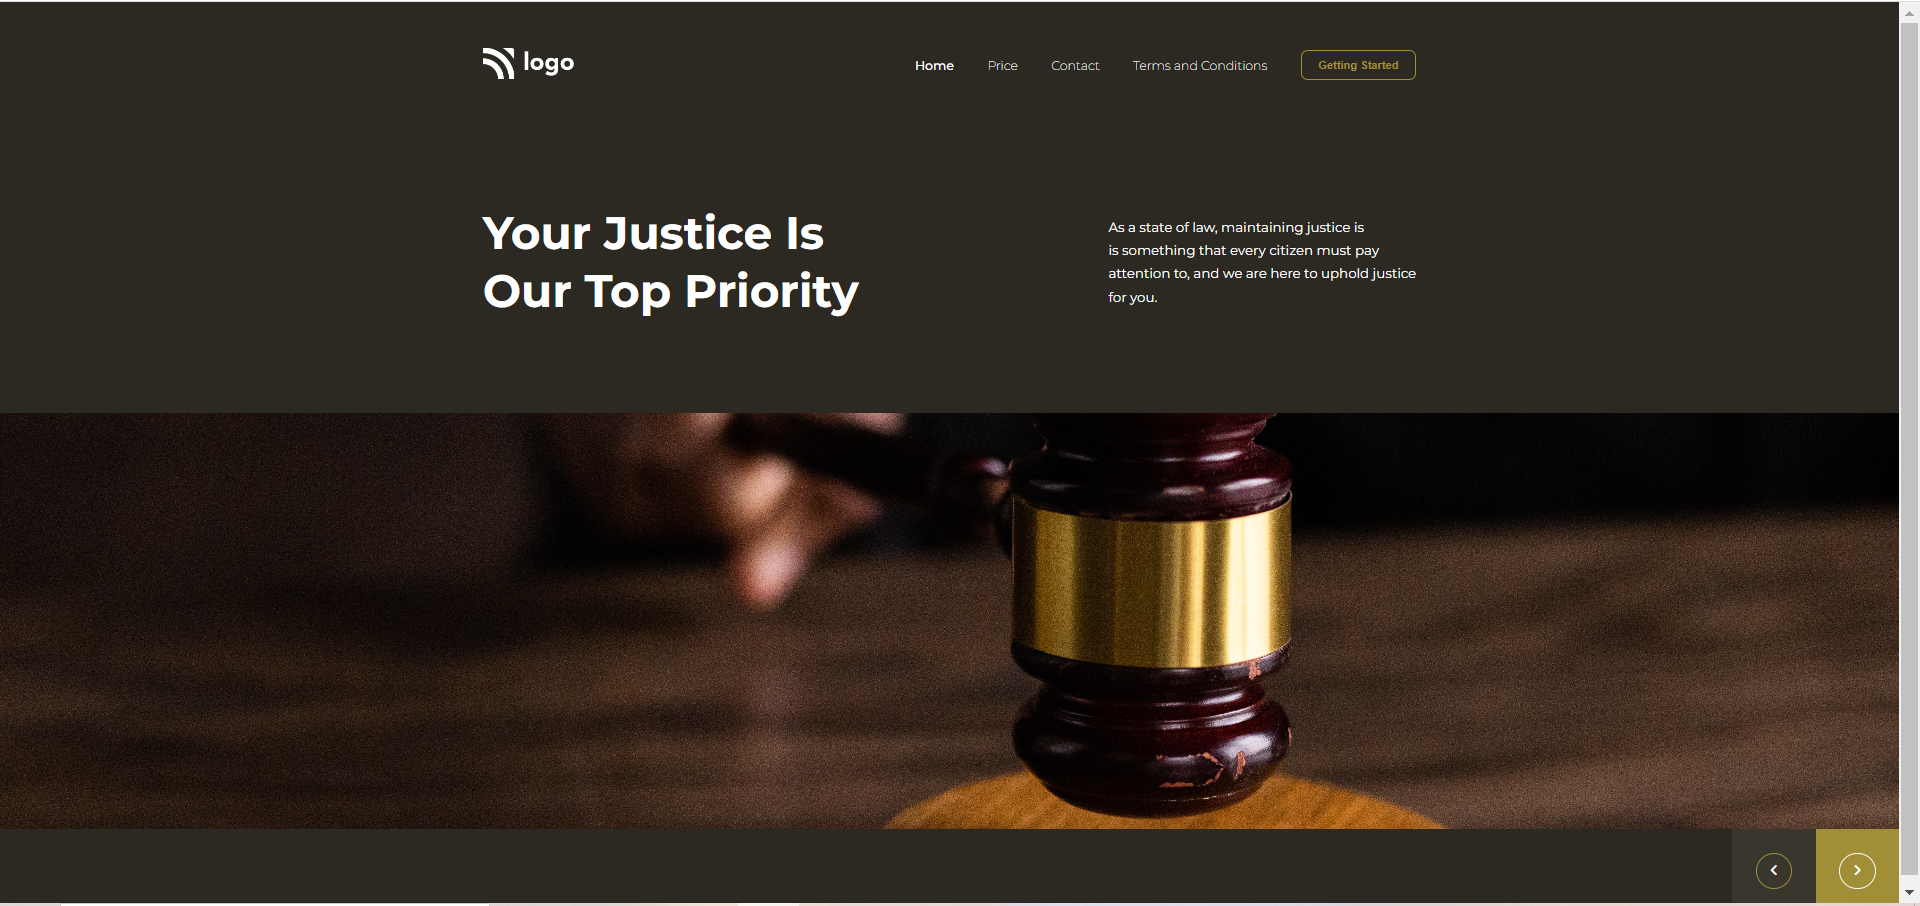 logo
Home Price Contact Terms and Conditions Getting Started
Your Justice Is
Our Top Priority
As a state of law, maintaining justice is
is something that every citizen must pay
attention to, and we are here to uphold justice
for you.